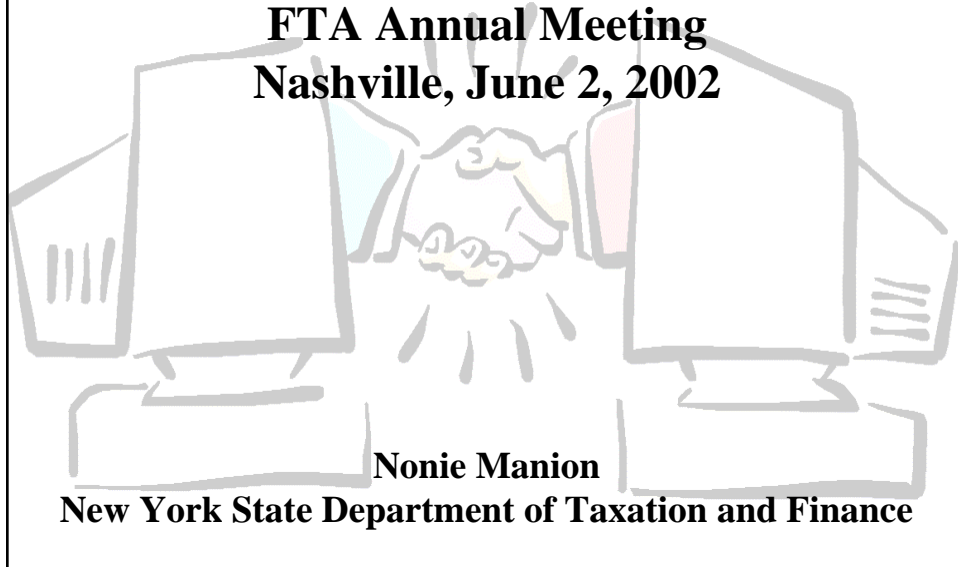 FTA Annual Meeting
Nashville, June 2, 2002
Nonie Manion
New York State Department of Taxation and Finance